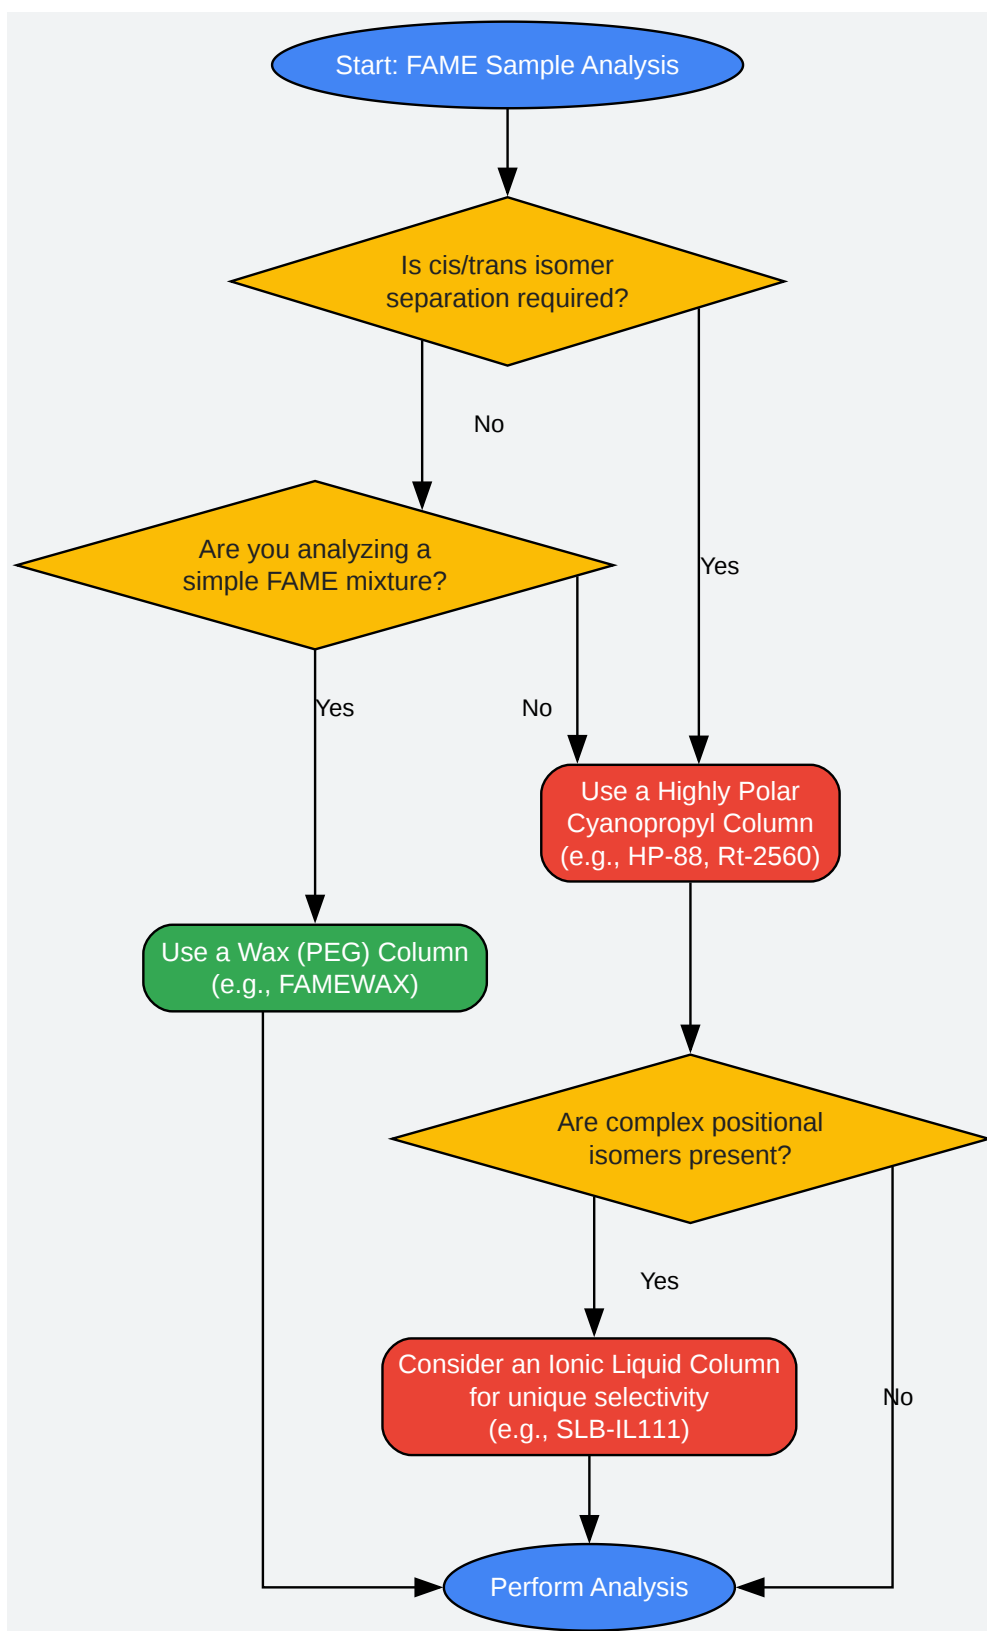 Start: FAME Sample Analysis
Is cis/trans isomer
separation required?
No
Are you analyzing a
simple FAME mixture?
Yes
Yes
No
Use a Highly Polar
Cyanopropyl Column
(e.g., HP-88, Rt-2560)
Use a Wax (PEG) Column
(e.g., FAMEWAX)
Are complex positional
isomers present?
Yes
Consider an Ionic Liquid Column
for unique selectivity
(e.g., SLB-IL111)
No
Perform Analysis